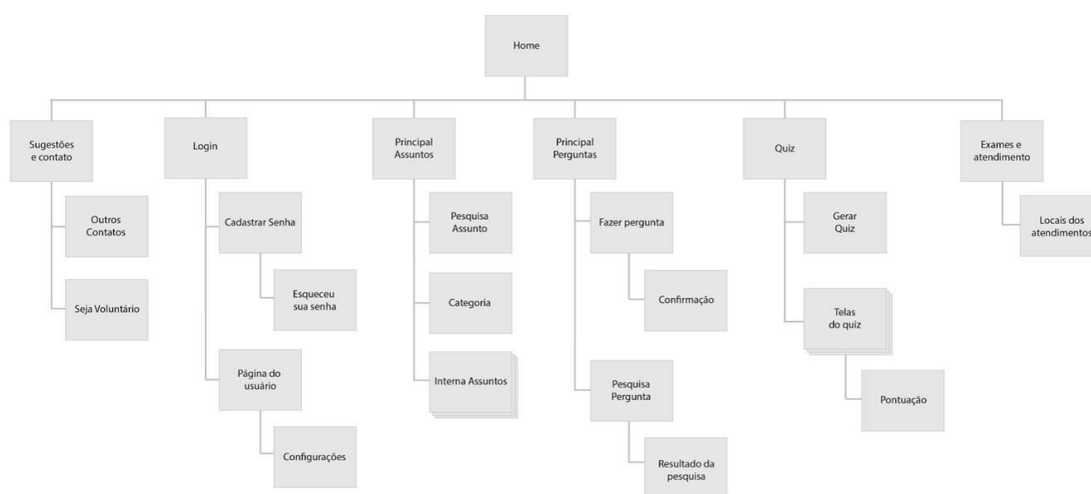 Home
Sugestões
e contato
Outros
Contatos
Seja Voluntário
Login
Cadastrar Senha
Esqueceu
sua senha
Página do
usuário
Configurações
Principal
Assuntos
Pesquisa
Assunto
Categoria
Interna Assuntos
Principal
Perguntas
Fazer pergunta
Confirmação
Pesquisa
Pergunta
Resultado da
pesquisa
Quiz
Gerar
Quiz
Telas
do quiz
Pontuação
Exames e
atendimento
Locais dos
atendimentos